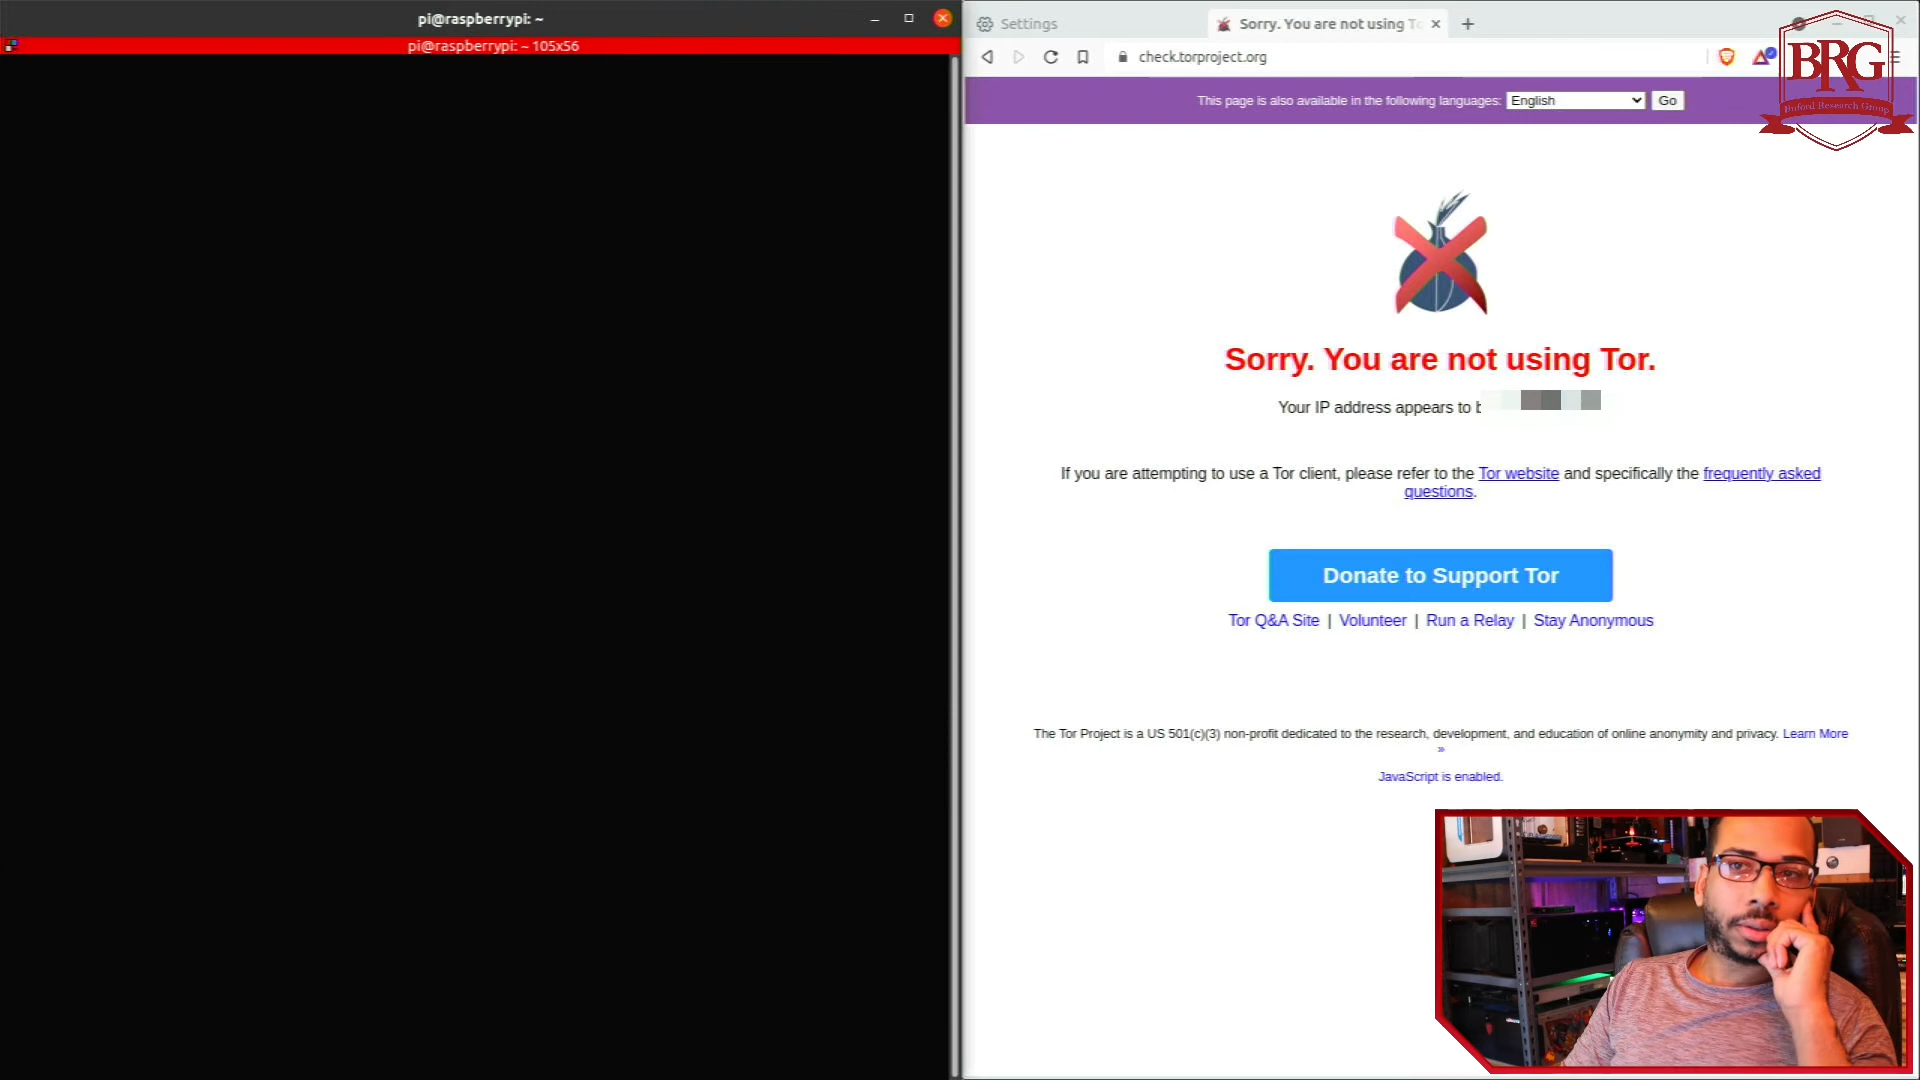 pi@raspberrypi: ~
pi@raspberrypi: ~ 105x56
Settings
Sorry. You are not using To
check.torproject.org
BRG
Buford Research Group
This page is also available in the following languages: English Go
Sorry. You are not using Tor.
Your IP address appears to b
If you are attempting to use a Tor client, please refer to the Tor website and specifically the frequently asked
questions.
Donate to Support Tor
Tor Q&A Site | Volunteer | Run a Relay | Stay Anonymous
The Tor Project is a US 501(c)(3) non-profit dedicated to the research, development, and education of online anonymity and privacy. Learn More
»
JavaScript is enabled.